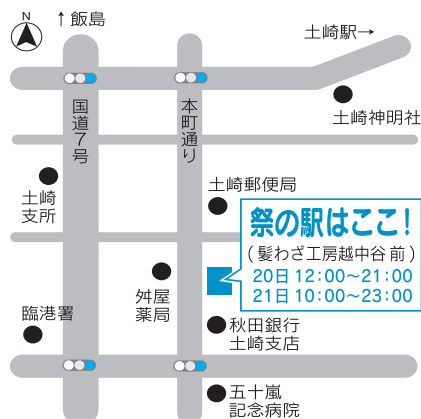 N
↑飯島
土崎駅→
国道7号
本町通り
土崎神明社
土崎
支所
土崎郵便局
祭の駅はここ!
(髪わざ工房越中谷 前)
20日 12:00〜21:00
21日 10:00〜23:00
舛屋
薬局
臨港署
秋田銀行
土崎支店
五十嵐
記念病院